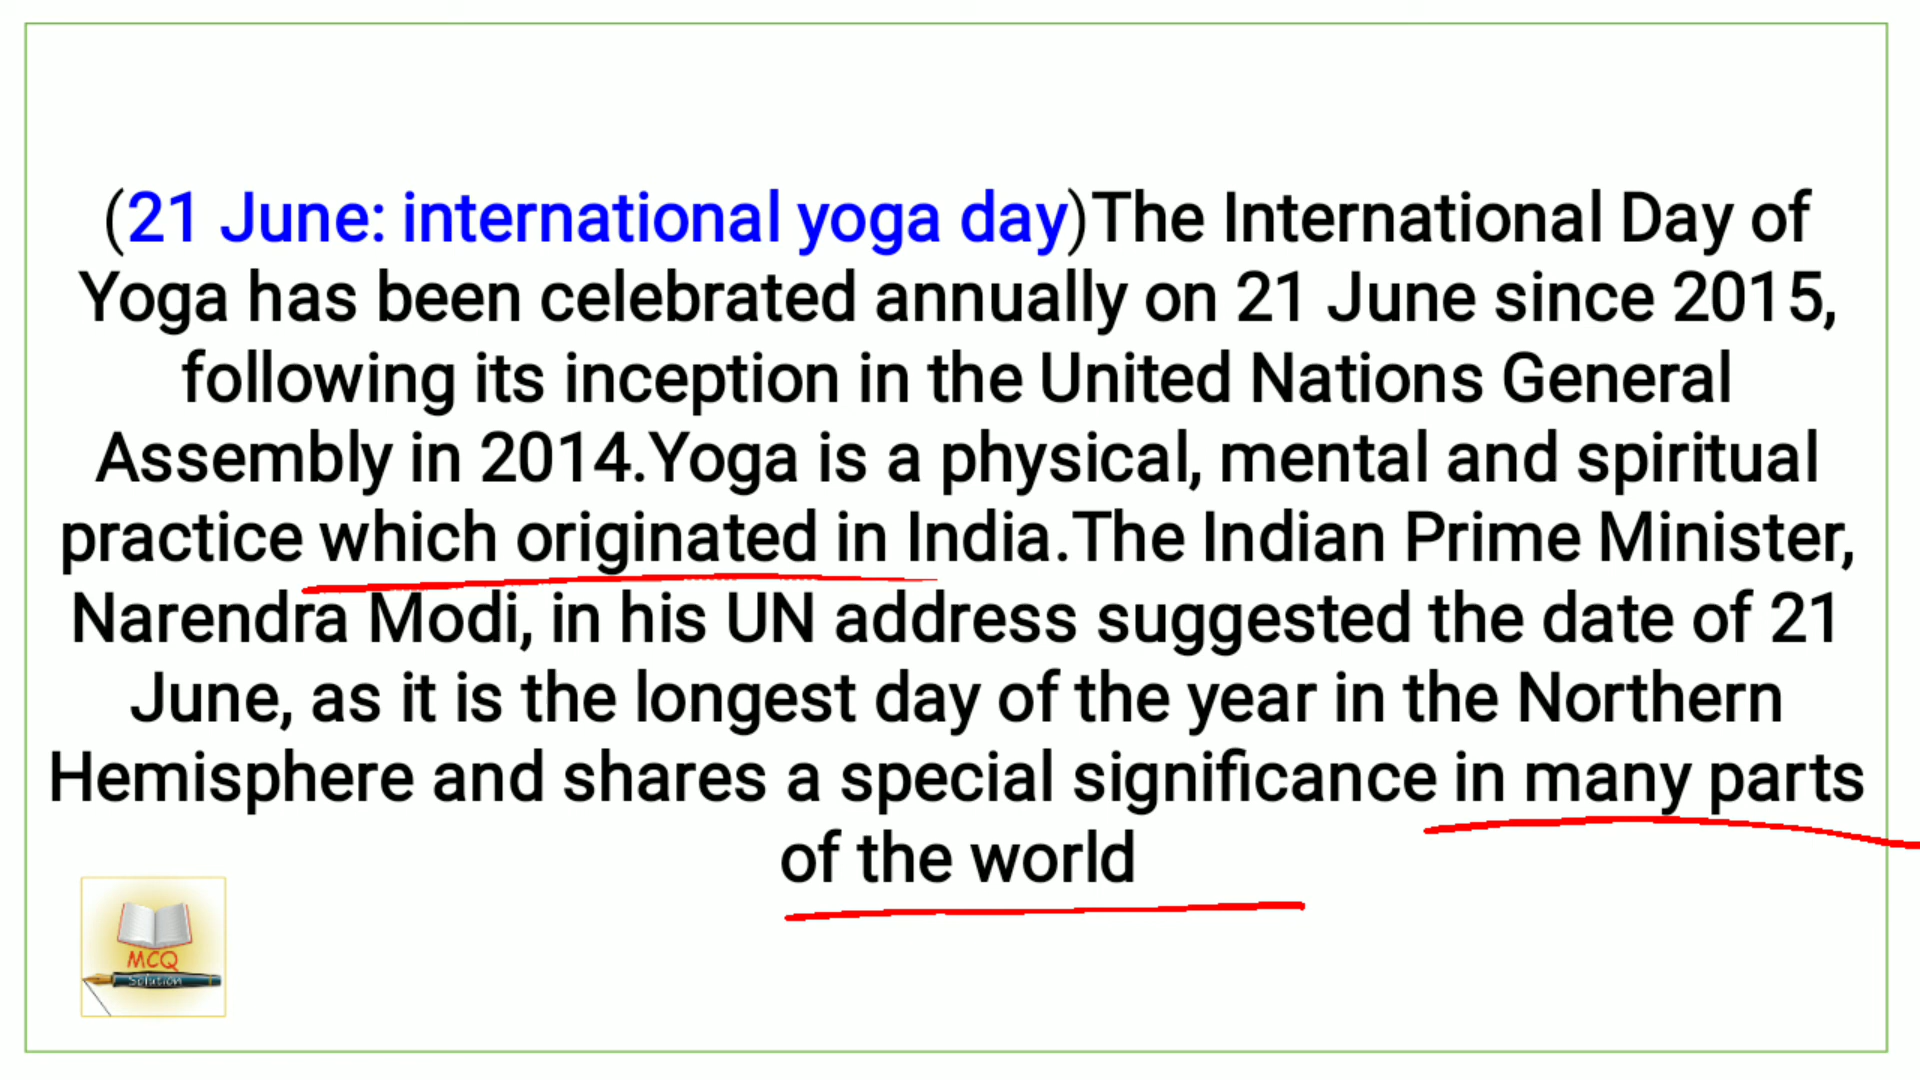 (21 June: international yoga day)The International Day of
Yoga has been celebrated annually on 21 June since 2015,
following its inception in the United Nations General
Assembly in 2014.Yoga is a physical, mental and spiritual
practice which originated in India.The Indian Prime Minister,
Narendra Modi, in his UN address suggested the date of 21
June, as it is the longest day of the year in the Northern
Hemisphere and shares a special significance in many parts
of the world
MCQ
Solution